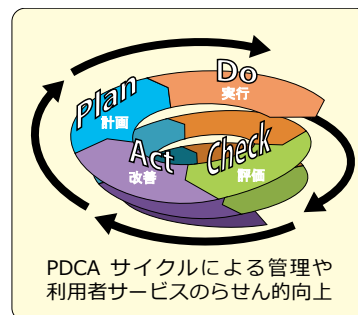 Plan
計画
Do
実行
Act
改善
Check
評価
PDCA サイクルによる管理や
利用者サービスのらせん的向上